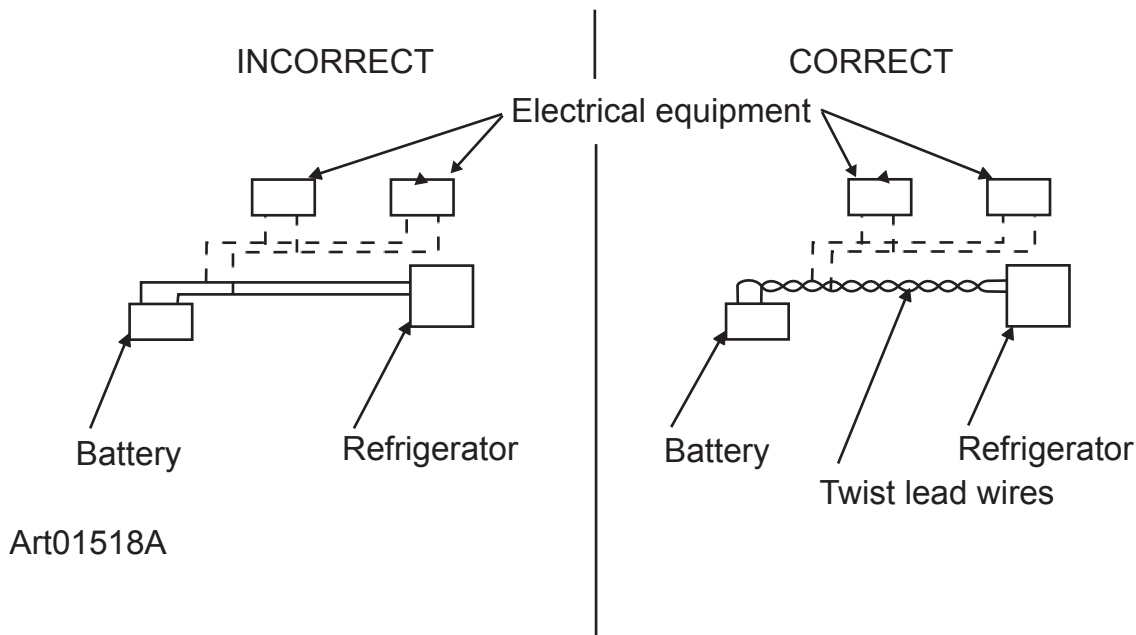 INCORRECT
CORRECT
Electrical equipment
Battery
Refrigerator
Battery
Refrigerator
Twist lead wires
Art01518A